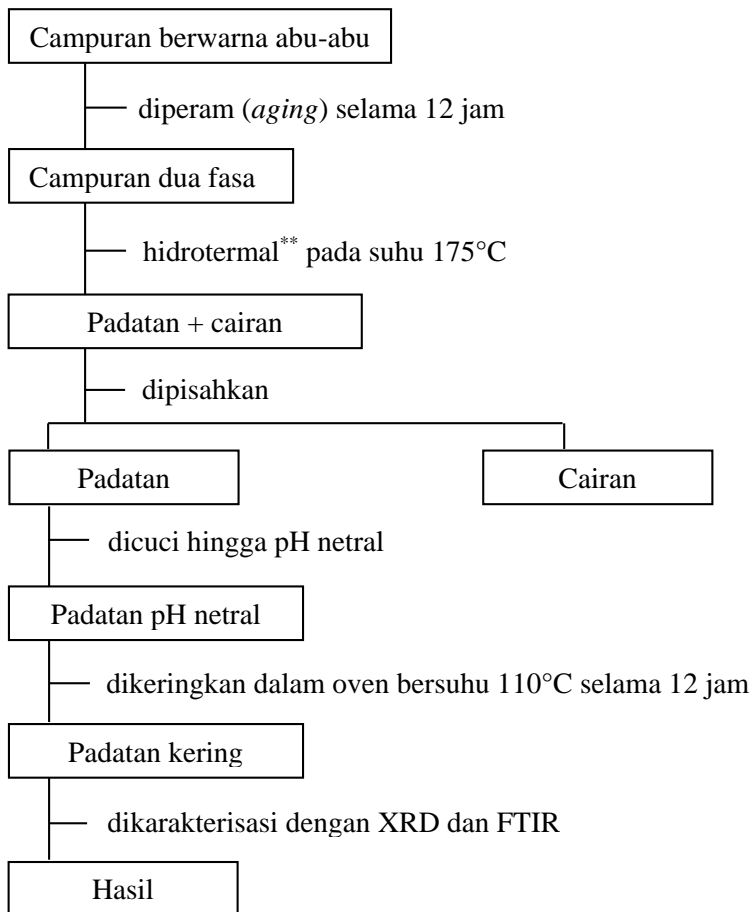 Campuran berwarna abu-abu
diperam (aging) selama 12 jam
Campuran dua fasa
hidrotermal** pada suhu 175°C
Padatan + cairan
dipisahkan
Padatan
Cairan
dicuci hingga pH netral
Padatan pH netral
dikeringkan dalam oven bersuhu 110°C selama 12 jam
Padatan kering
dikarakterisasi dengan XRD dan FTIR
Hasil